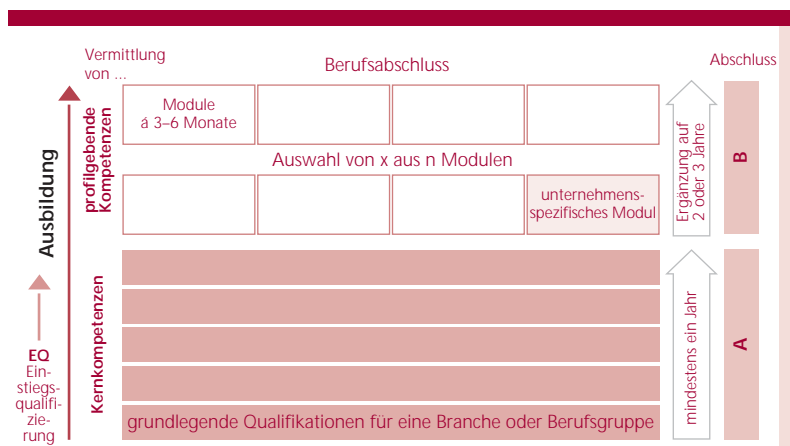 Vermittlung
von ...
Berufsabschluss
Abschluss
Module
á 3–6 Monate
Auswahl von x aus n Modulen
unternehmens-
spezifisches Modul
profilgebende
Kompetenzen
Ausbildung
Ergänzung auf
2 oder 3 Jahre
B
Kernkompetenzen
mindestens ein Jahr
A
EQ
Ein-
stiegs-
qualifi-
zie-
rung
grundlegende Qualifikationen für eine Branche oder Berufsgruppe